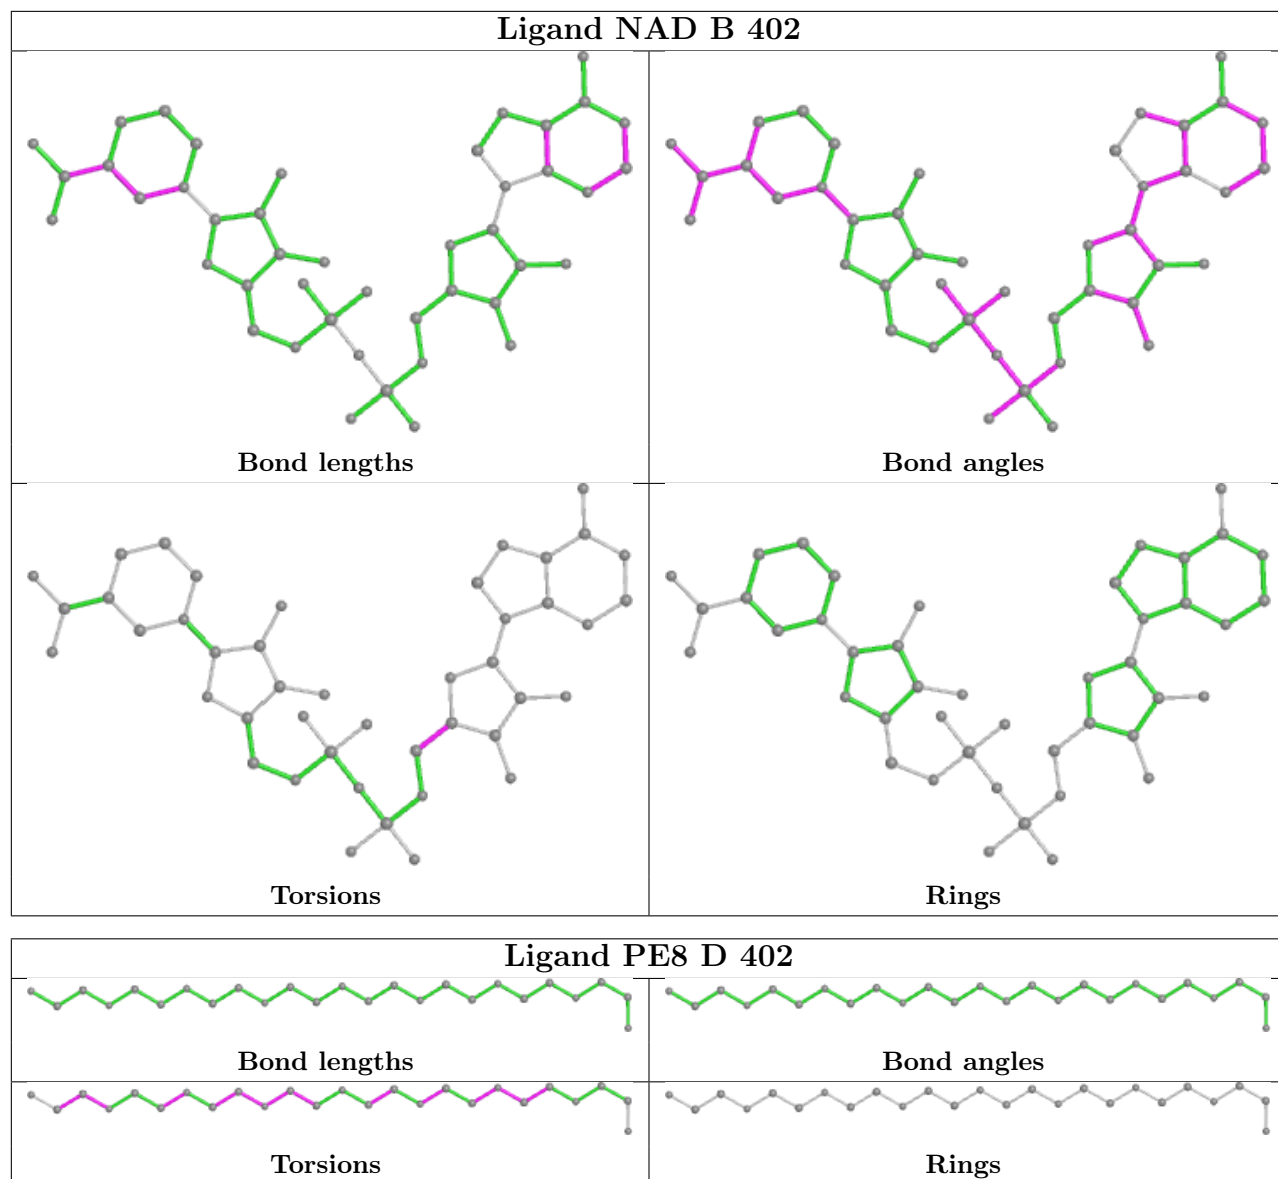 Ligand NAD B 402
Bond lengths
Bond angles
Torsions
Rings
Ligand PE8 D 402
Bond lengths
Bond angles
Torsions
Rings